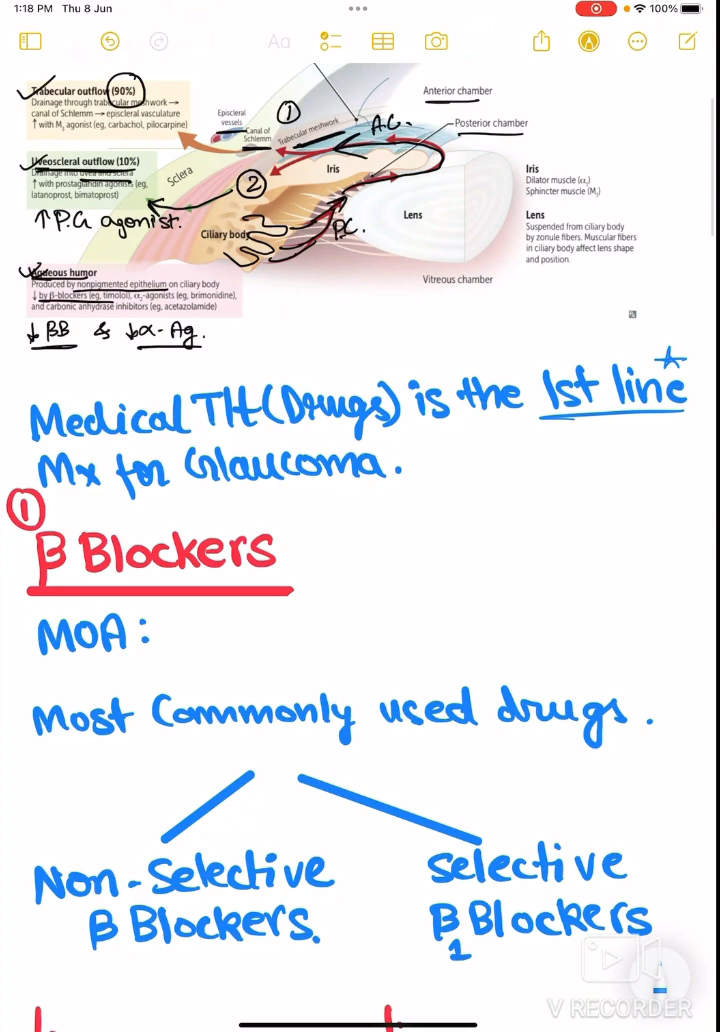 1:18 PM Thu 8 Jun
100%
Aa
Trabecular outflow (90%)
Drainage through trabecular meshwork →
canal of Schlemm → episcleral vasculature
↑ with M₃ agonist (eg, carbachol, pilocarpine)
Uveoscleral outflow (10%)
Drainage into uvea and sclera
↑ with prostaglandin agonists (eg,
latanoprost, bimatoprost)
↑ P.G agonist.
Aqueous humor
Produced by nonpigmented epithelium on ciliary body
↓ by β-blockers (eg, timolol), α₂-agonists (eg, brimonidine),
and carbonic anhydrase inhibitors (eg, acetazolamide)
↓ BB & ↓α- Ag.
Episcleral
vessels
Canal of
Schlemm
Trabecular meshwork
①
②
Sclera
Iris
Ciliary body
Lens
A.C.
P.C.
Anterior chamber
Posterior chamber
Vitreous chamber
Iris
Dilator muscle (α₁)
Sphincter muscle (M₃)
Lens
Suspended from ciliary body
by zonule fibers. Muscular fibers
in ciliary body affect lens shape
and position.
Medical TH (Drugs) is the 1st line
Mx for Glaucoma.
①
β Blockers
MOA :
Most Commonly used drugs .
Non-Selective
β Blockers.
Selective
β1 Blockers
V RECORDER